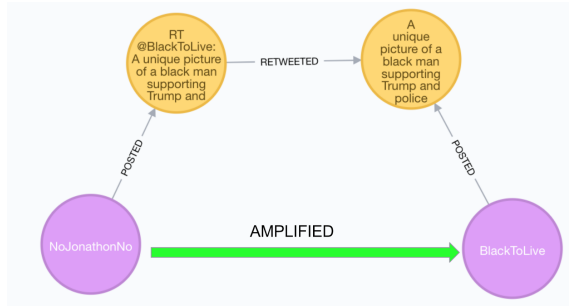 RT
@BlackToLive:
A unique picture
of a black man
supporting
Trump and
RETWEETED
A
unique
picture of a
black man
supporting
Trump and
police
POSTED
POSTED
NoJonathonNo
AMPLIFIED
BlackToLive